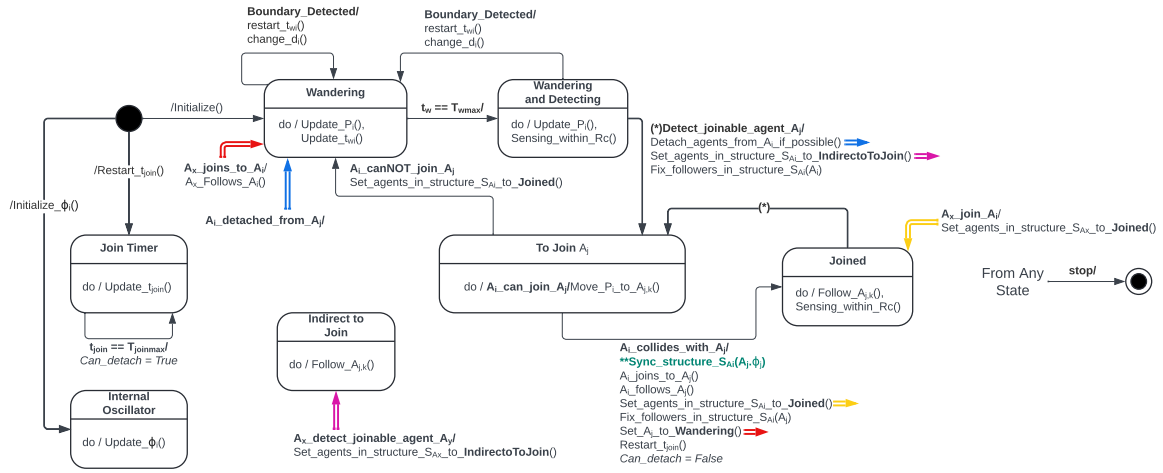 Boundary_Detected/
restart_twi()
change_di()
Boundary_Detected/
restart_twi()
change_di()
/Initialize()
Wandering
do / Update_Pi(),
Update_twi()
tw == Twmax/
Wandering
and Detecting
do / Update_Pi(),
Sensing_within_Rc()
(*)Detect_joinable_agent_Aj/
Detach_agents_from_Ai_if_possible()
Set_agents_in_structure_SAi_to_IndirectoToJoin()
Fix_followers_in_structure_SAi(Ai)
Ax_joins_to_Ai/
Ax_Follows_Ai()
Ai_canNOT_join_Aj
Set_agents_in_structure_SAi_to_Joined()
/Restart_tjoin()
/Initialize_ϕi()
Ai_detached_from_Aj/
(*)
Ax_join_Ai/
Set_agents_in_structure_SAx_to_Joined()
Join Timer
do / Update_tjoin()
To Join Aj
do / Ai_can_join_Aj/Move_Pi_to_Aj,k()
Joined
do / Follow_Aj,k(),
Sensing_within_Rc()
From Any
State
stop/
tjoin == Tjoinmax/
Can_detach = True
Indirect to
Join
do / Follow_Aj,k()
Ai_collides_with_Aj/
**Sync_structure_SAi(Aj.ϕj)
Ai_joins_to_Aj()
Ai_follows_Aj()
Set_agents_in_structure_SAi_to_Joined()
Fix_followers_in_structure_SAi(Aj)
Set_Aj_to_Wandering()
Restart_tjoin()
Can_detach = False
Internal
Oscillator
do / Update_ϕi()
Ax_detect_joinable_agent_Ay/
Set_agents_in_structure_SAx_to_IndirectoToJoin()